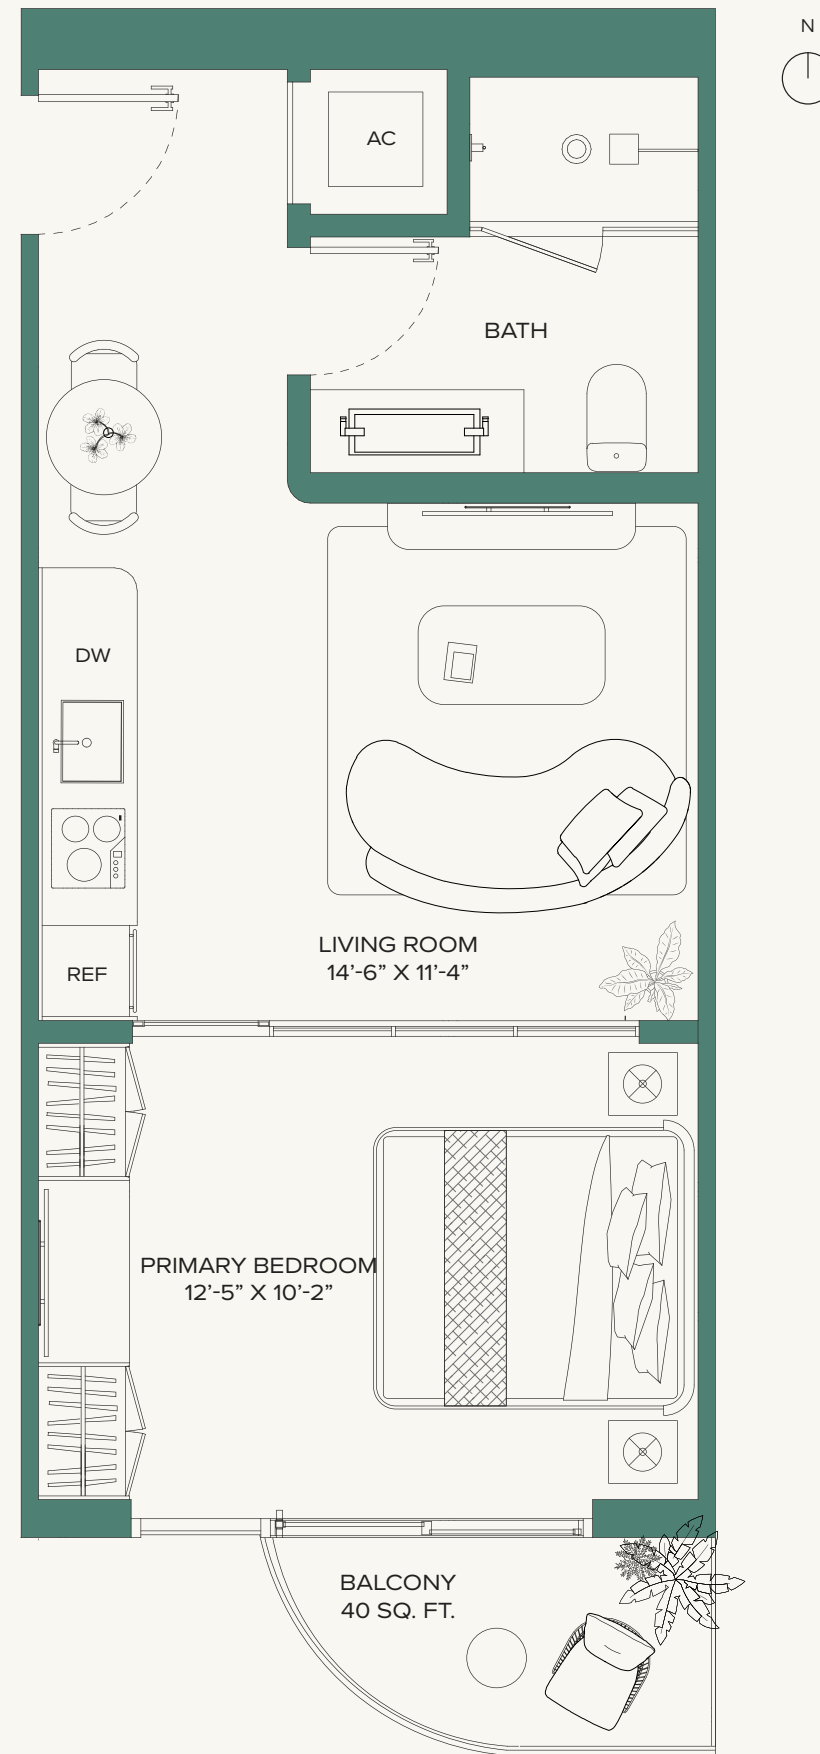 N
AC
BATH
DW
LIVING ROOM
14’-6” X 11’-4”
REF
PRIMARY BEDROOM
12’-5” X 10’-2”
BALCONY
40 SQ. FT.